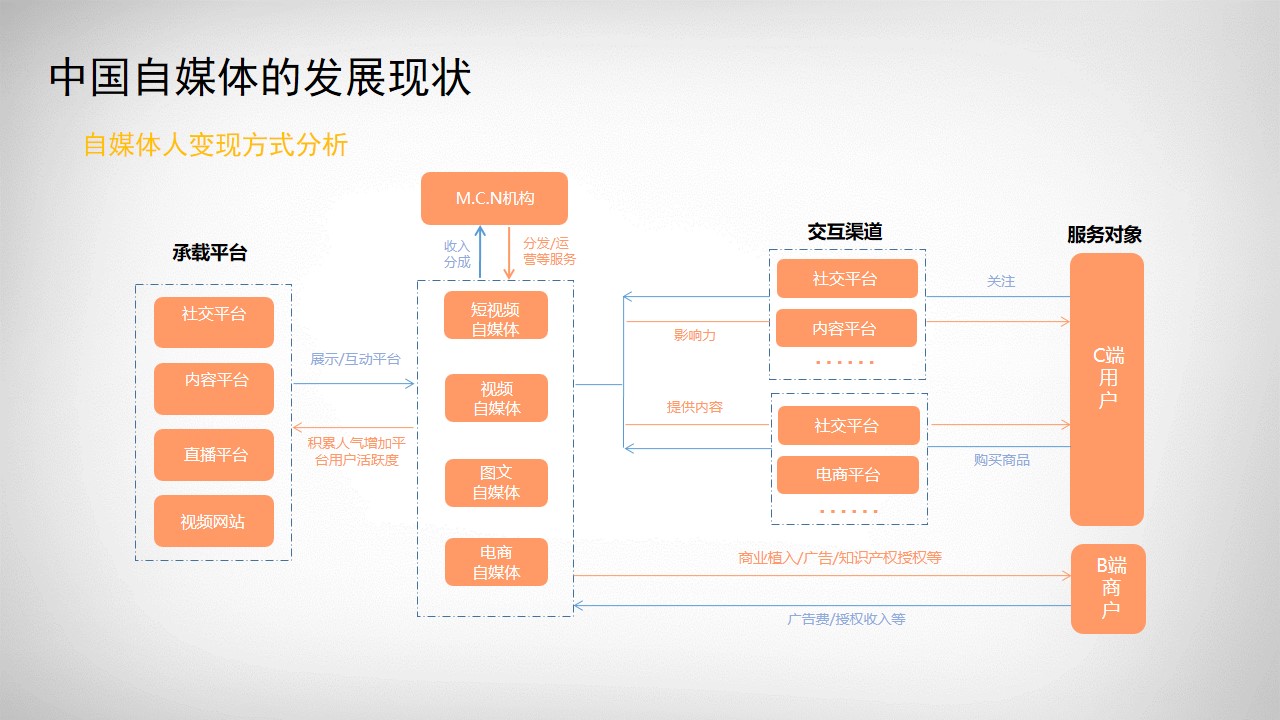 中国自媒体的发展现状
自媒体人变现方式分析
M.C.N机构
收入
分成
分发/运
营等服务
承载平台
社交平台
内容平台
直播平台
视频网站
展示/互动平台
积累人气增加平
台用户活跃度
短视频
自媒体
视频
自媒体
图文
自媒体
电商
自媒体
交互渠道
社交平台
内容平台
······
影响力
提供内容
社交平台
电商平台
······
服务对象
关注
购买商品
C端
用
户
商业植入/广告/知识产权授权等
广告费/授权收入等
B端
商
户